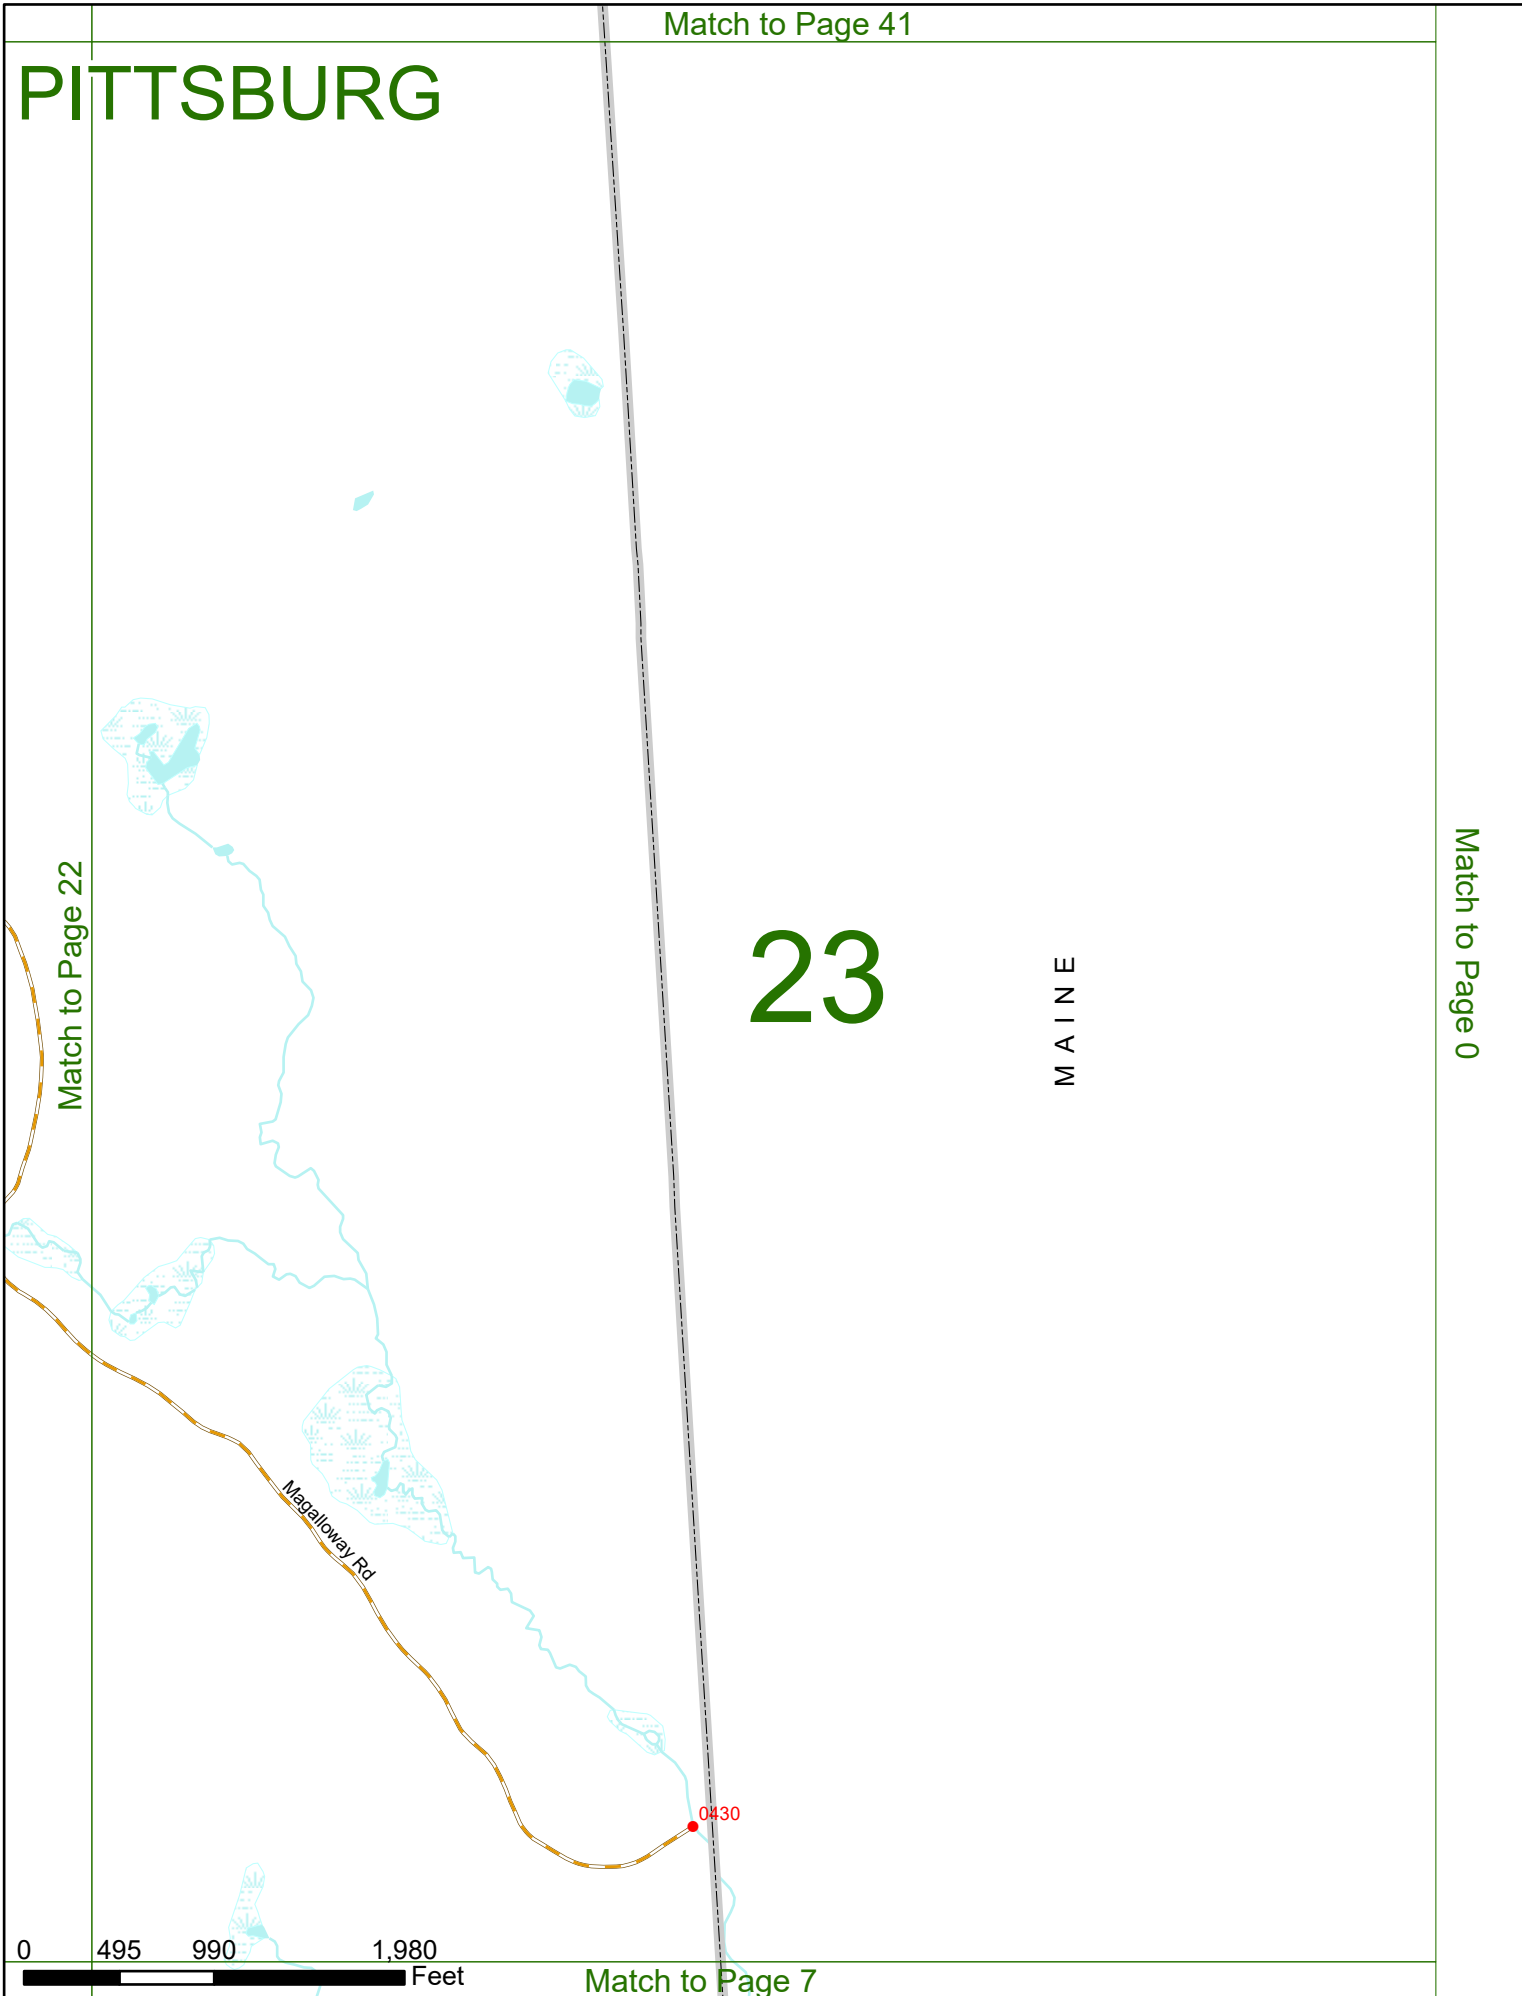 Match to Page 41
PITTSBURG
Match to Page 22
23
MAINE
Match to Page 0
Magalloway Rd
0430
0 495 990 1,980
Feet
Match to Page 7